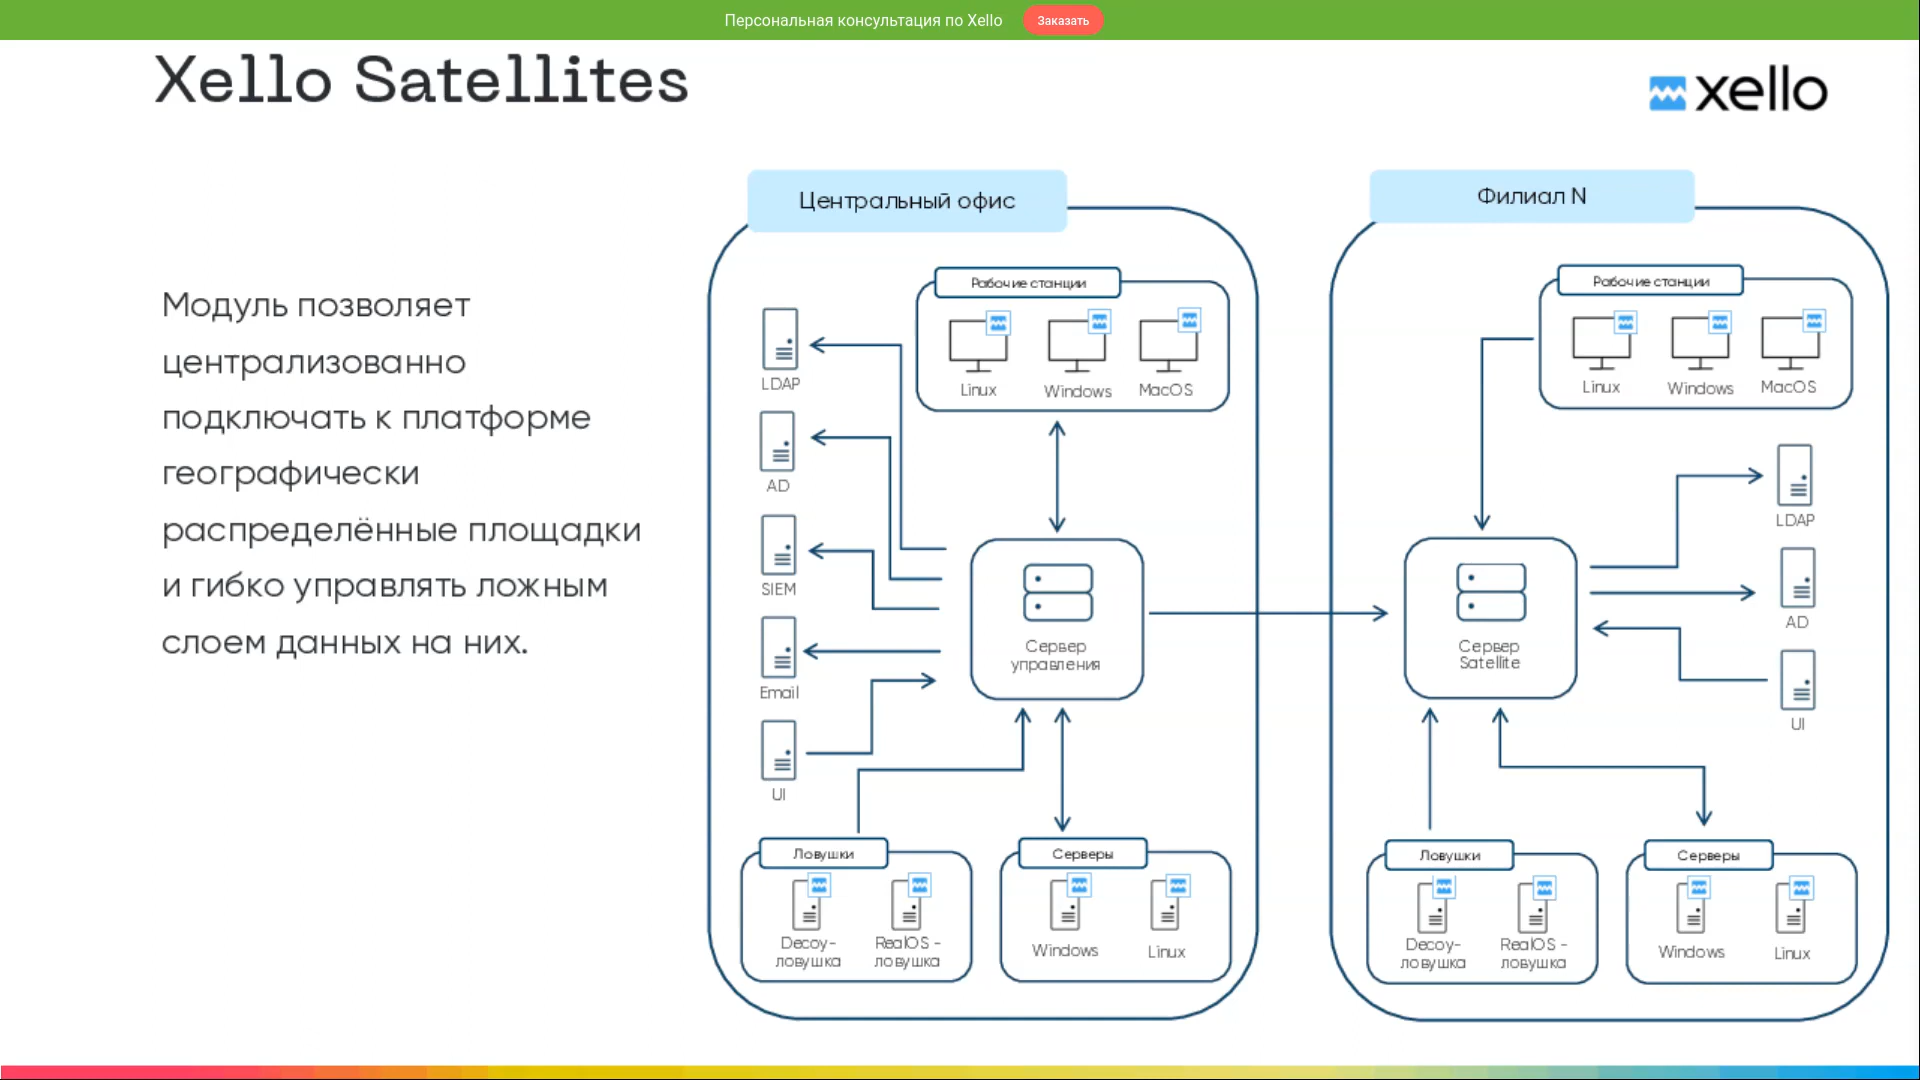 Персональная консультация по Xello
Заказать
Xello Satellites
xello
Модуль позволяет
централизованно
подключать к платформе
географически
распределённые площадки
и гибко управлять ложным
слоем данных на них.
Центральный офис
Рабочие станции
Linux
Windows
MacOS
LDAP
AD
SIEM
Email
UI
Сервер
управления
Ловушки
Decoy-
ловушка
RealOS -
ловушка
Серверы
Windows
Linux
Филиал N
Рабочие станции
Linux
Windows
MacOS
LDAP
AD
UI
Сервер
Satellite
Ловушки
Decoy-
ловушка
RealOS -
ловушка
Серверы
Windows
Linux